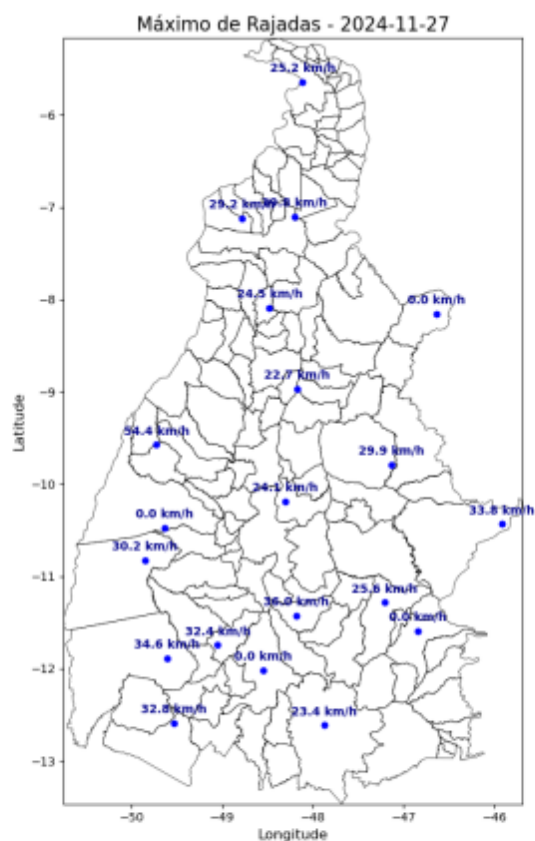 Máximo de Rajadas - 2024-11-27
25.2 km/h
−6
29.2 km/h
−7
24.5 km/h
0.0 km/h
−8
22.7 km/h
−9
54.4 km/h
29.9 km/h
−10
24.1 km/h
0.0 km/h
33.8 km/h
30.2 km/h
−11
25.6 km/h
36.0 km/h
0.0 km/h
32.4 km/h
34.6 km/h
0.0 km/h
−12
32.8 km/h
23.4 km/h
−13
Latitude
−50 −49 −48 −47 −46
Longitude